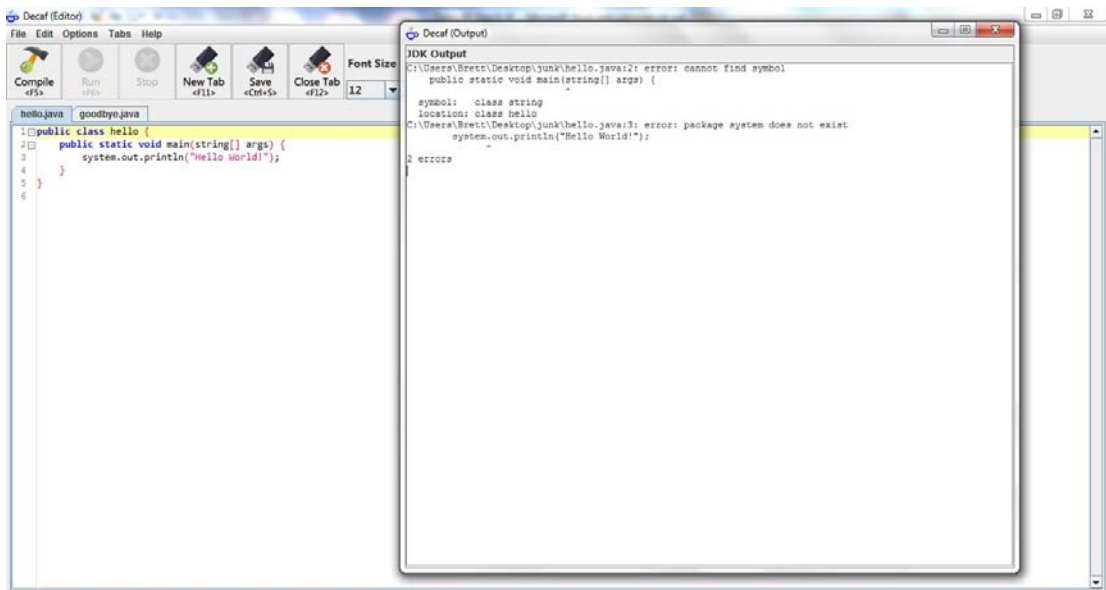 Decaf (Editor)
File Edit Options Tabs Help
Compile
<F5>
Run
<F6>
Stop
New Tab
<F11>
Save
<Ctrl+S>
Close Tab
<F12>
Font Size
12
hello.java goodbye.java
1 public class hello {
2 public static void main(string[] args) {
3 system.out.println("Hello World!");
4 }
5 }
6
Decaf (Output)
JDK Output
C:\Users\Brett\Desktop\junk\hello.java:2: error: cannot find symbol
public static void main(string[] args) {
^
symbol: class string
location: class hello
C:\Users\Brett\Desktop\junk\hello.java:3: error: package system does not exist
system.out.println("Hello World!");
^
2 errors